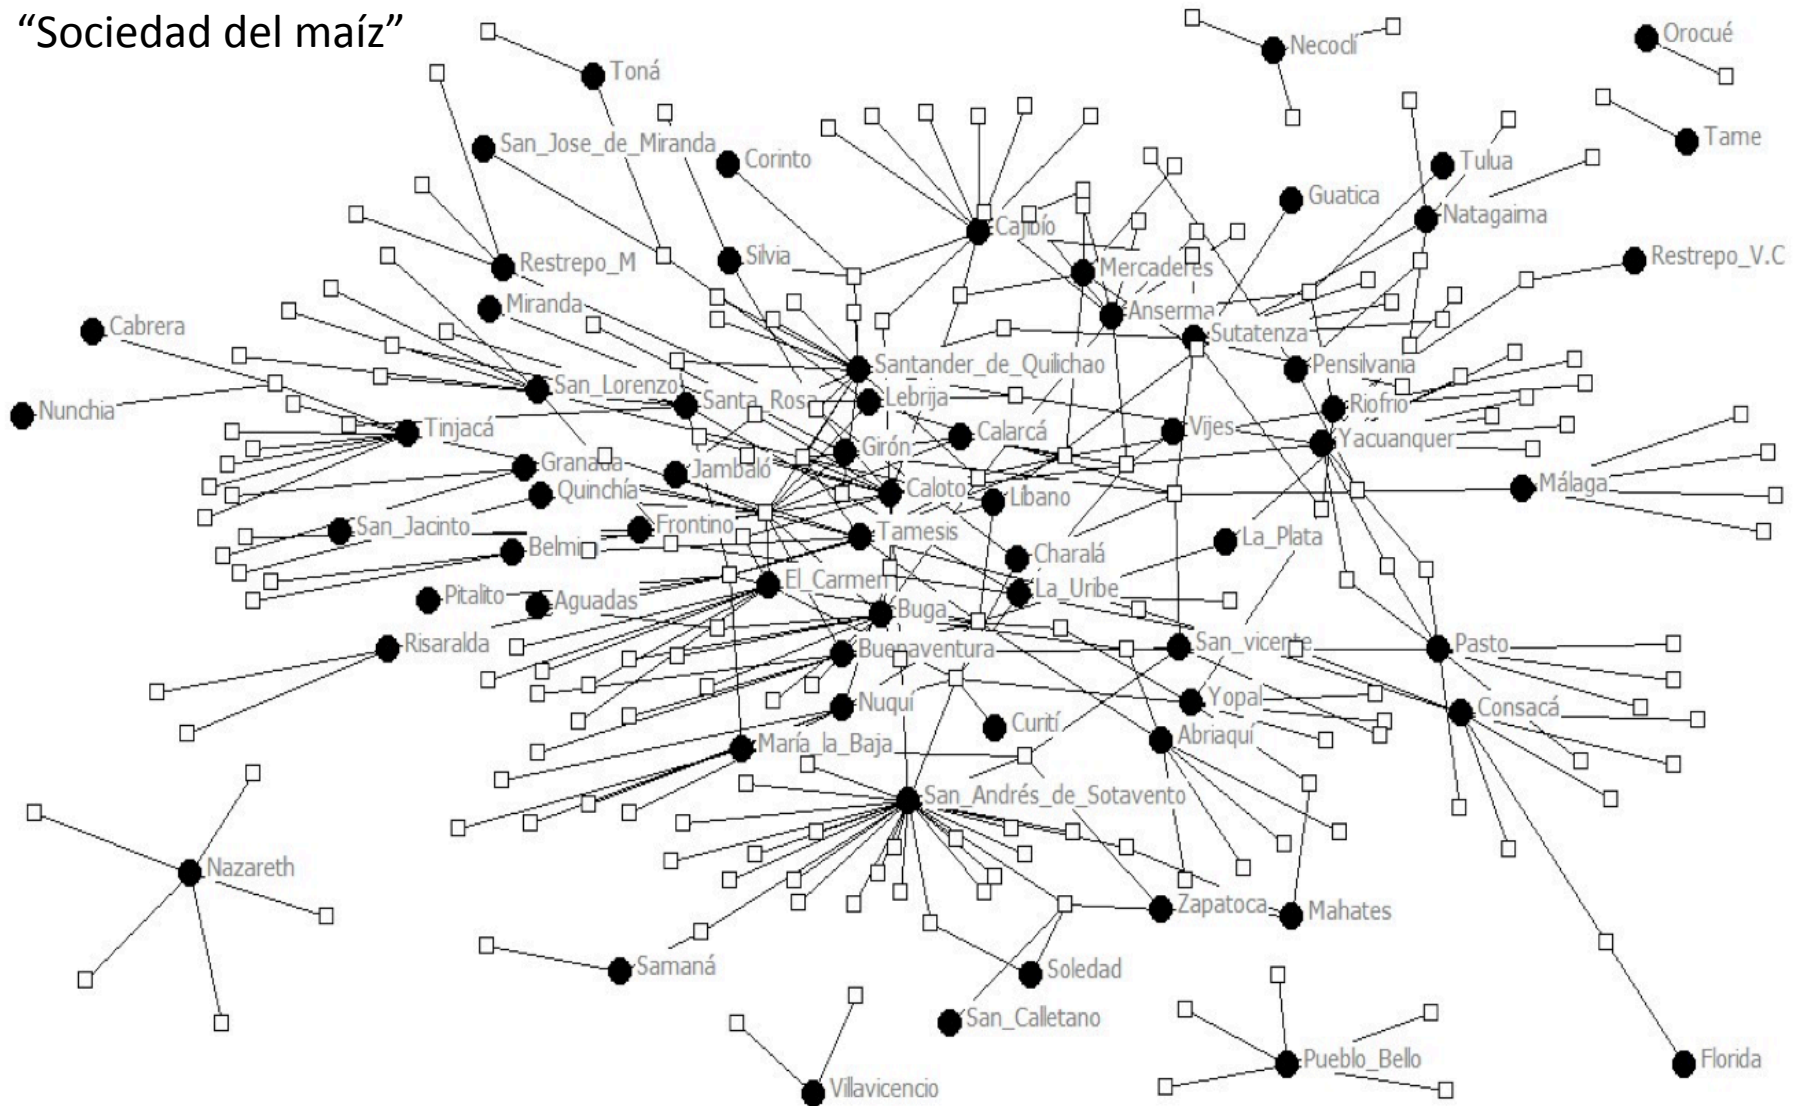 “Sociedad del maíz”
Orocué
Necoclí
Toná
Tame
San_Jose_de_Miranda
Corinto
Tulua
Guatica
Natagaima
Cajibío
Silvia
Restrepo_V.C
Restrepo_M
Mercaderes
Miranda
Anserma
Cabrera
Sutatenza
Santander_de_Quilichao
Pensilvania
San_Lorenzo
Santa_Rosa
Lebrija
Riofrio
Nunchia
Tinjacá
Calarcá
Vijes
Yacuanquer
Girón
Granada
Jambaló
Málaga
Quinchía
Caloto
Líbano
San_Jacinto
Frontino
Tamesis
La_Plata
Belmi
Charalá
El_Carmen
La_Uribe
Pitalito
Aguadas
Buga
Risaralda
Buenaventura
San_vicente
Pasto
Nuquí
Yopal
Consacá
Curití
María_la_Baja
Abriaquí
San_Andrés_de_Sotavento
Nazareth
Zapatoca
Mahates
Samaná
Soledad
San_Calletano
Pueblo_Bello
Florida
Villavicencio